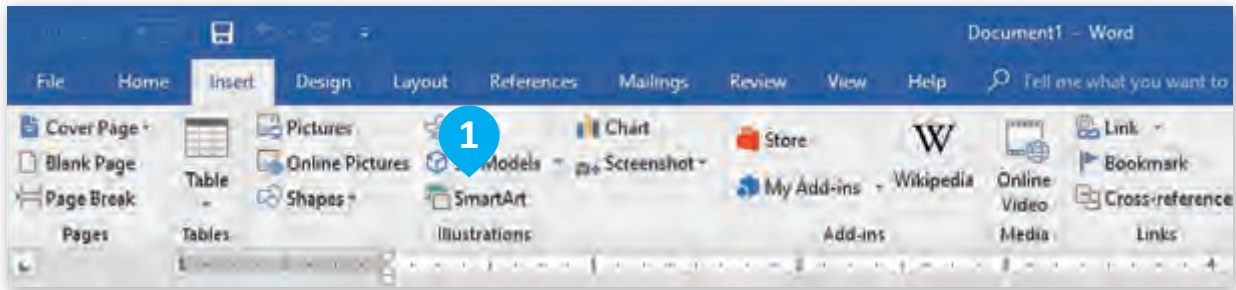 Document1 - Word
File Home Insert Design Layout References Mailings Review View Help Tell me what you want to
Cover Page Pictures Chart Store Link
1
Blank Page Online Pictures Models Screenshot Bookmark
Table My Add-ins Wikipedia Online Video
Page Break Shapes SmartArt Cross-reference
Pages Tables Illustrations Add-ins Media Links